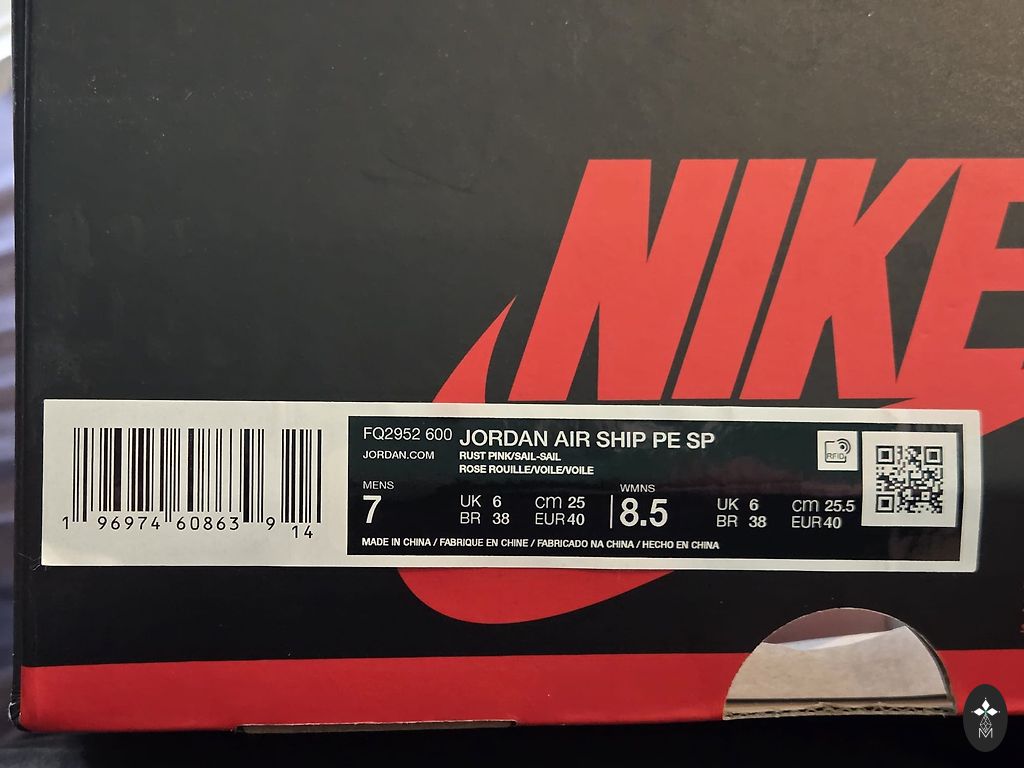 NIKE
FQ2952 600 JORDAN AIR SHIP PE SP
JORDAN.COM RUST PINK/SAIL-SAIL
ROSE ROUILLE/VOILE/VOILE
RFID
MENS
7
UK 6 cm 25
BR 38 EUR 40
WMNS
8.5
UK 6 cm 25.5
BR 38 EUR 40
MADE IN CHINA / FABRIQUE EN CHINE / FABRICADO NA CHINA / HECHO EN CHINA
1 96974 60863 9 14
M